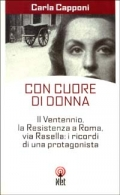 Carla Capponi
CON CUORE
DI DONNA
Il Ventennio,
la Resistenza a Roma,
via Rasella: i ricordi
di una protagonista
Net